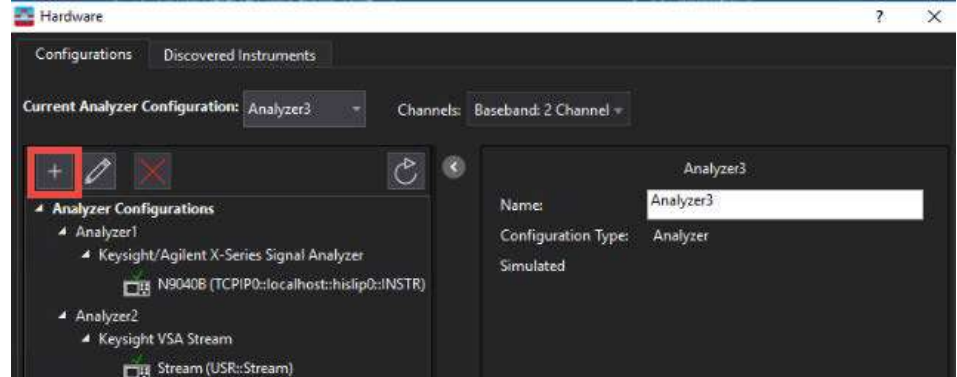 Hardware
?
Configurations
Discovered Instruments
Current Analyzer Configuration: Analyzer3
Channels: Baseband: 2 Channel
Analyzer Configurations
Analyzer1
Keysight/Agilent X-Series Signal Analyzer
N9040B (TCPIP0::localhost::hislip0::INSTR)
Analyzer2
Keysight VSA Stream
Stream (USR::Stream)
Analyzer3
Name: Analyzer3
Configuration Type: Analyzer
Simulated